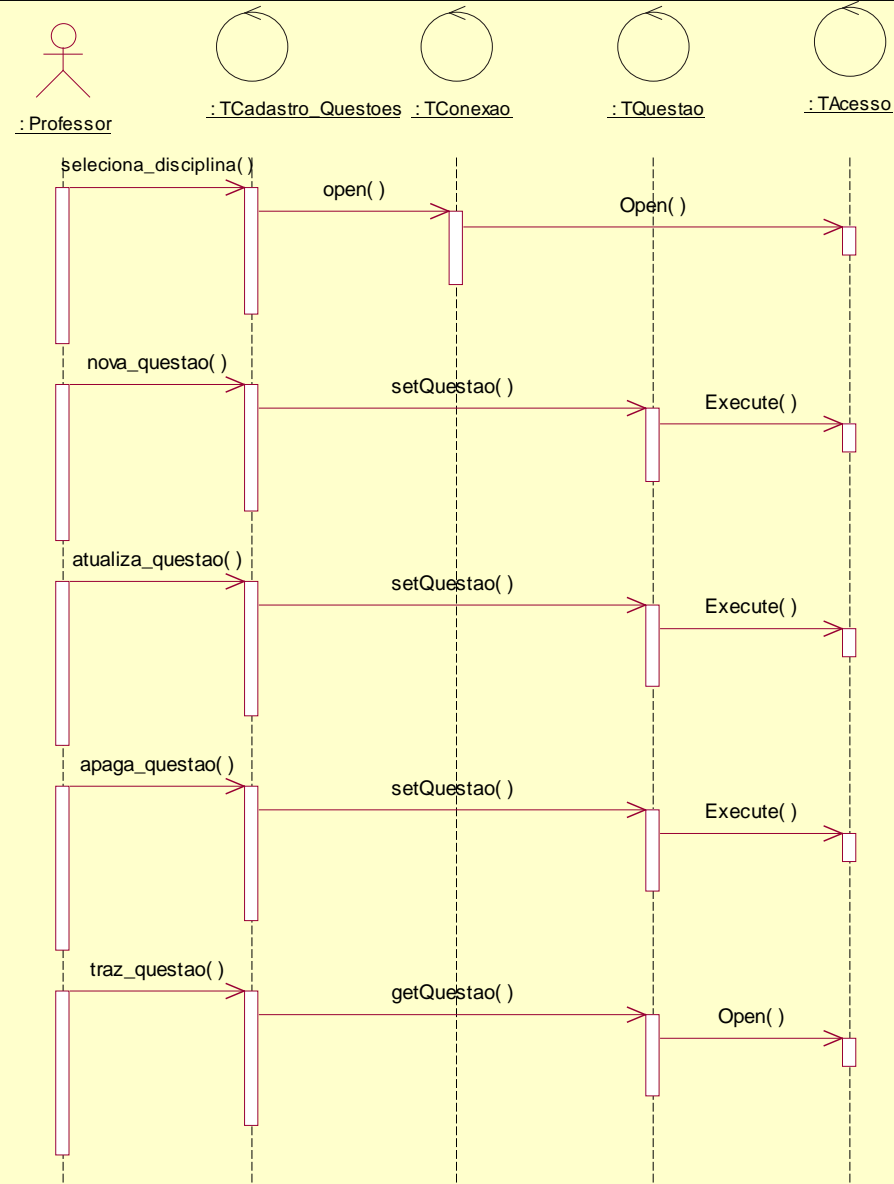 : Professor
: TCadastro_Questoes
: TConexao
: TQuestao
: TAcesso
seleciona_disciplina( )
open( )
Open( )
nova_questao( )
setQuestao( )
Execute( )
atualiza_questao( )
setQuestao( )
Execute( )
apaga_questao( )
setQuestao( )
Execute( )
traz_questao( )
getQuestao( )
Open( )